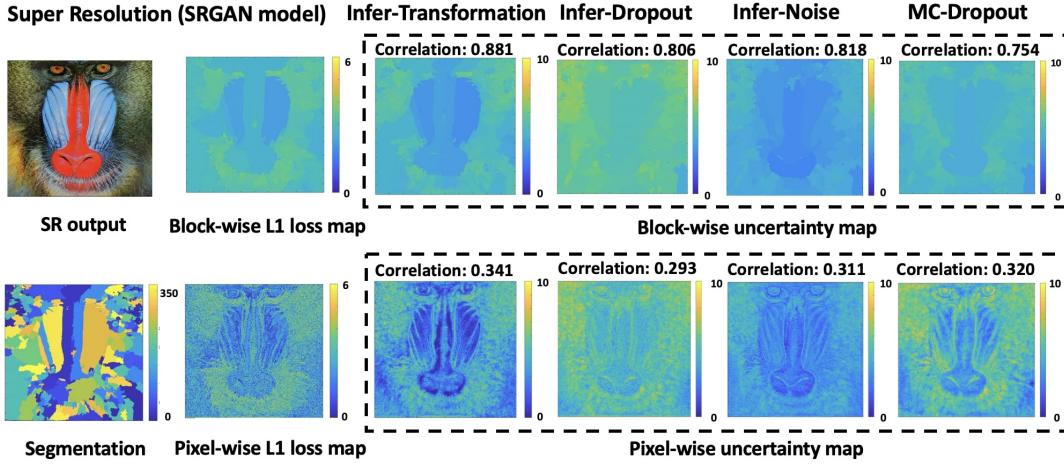 Super Resolution (SRGAN model)
Infer-Transformation
Infer-Dropout
Infer-Noise
MC-Dropout
Correlation: 0.881
Correlation: 0.806
Correlation: 0.818
Correlation: 0.754
6
0
10
0
10
0
10
0
10
0
SR output
Block-wise L1 loss map
Block-wise uncertainty map
Correlation: 0.341
Correlation: 0.293
Correlation: 0.311
Correlation: 0.320
350
0
6
0
10
0
10
0
10
0
10
0
Segmentation
Pixel-wise L1 loss map
Pixel-wise uncertainty map